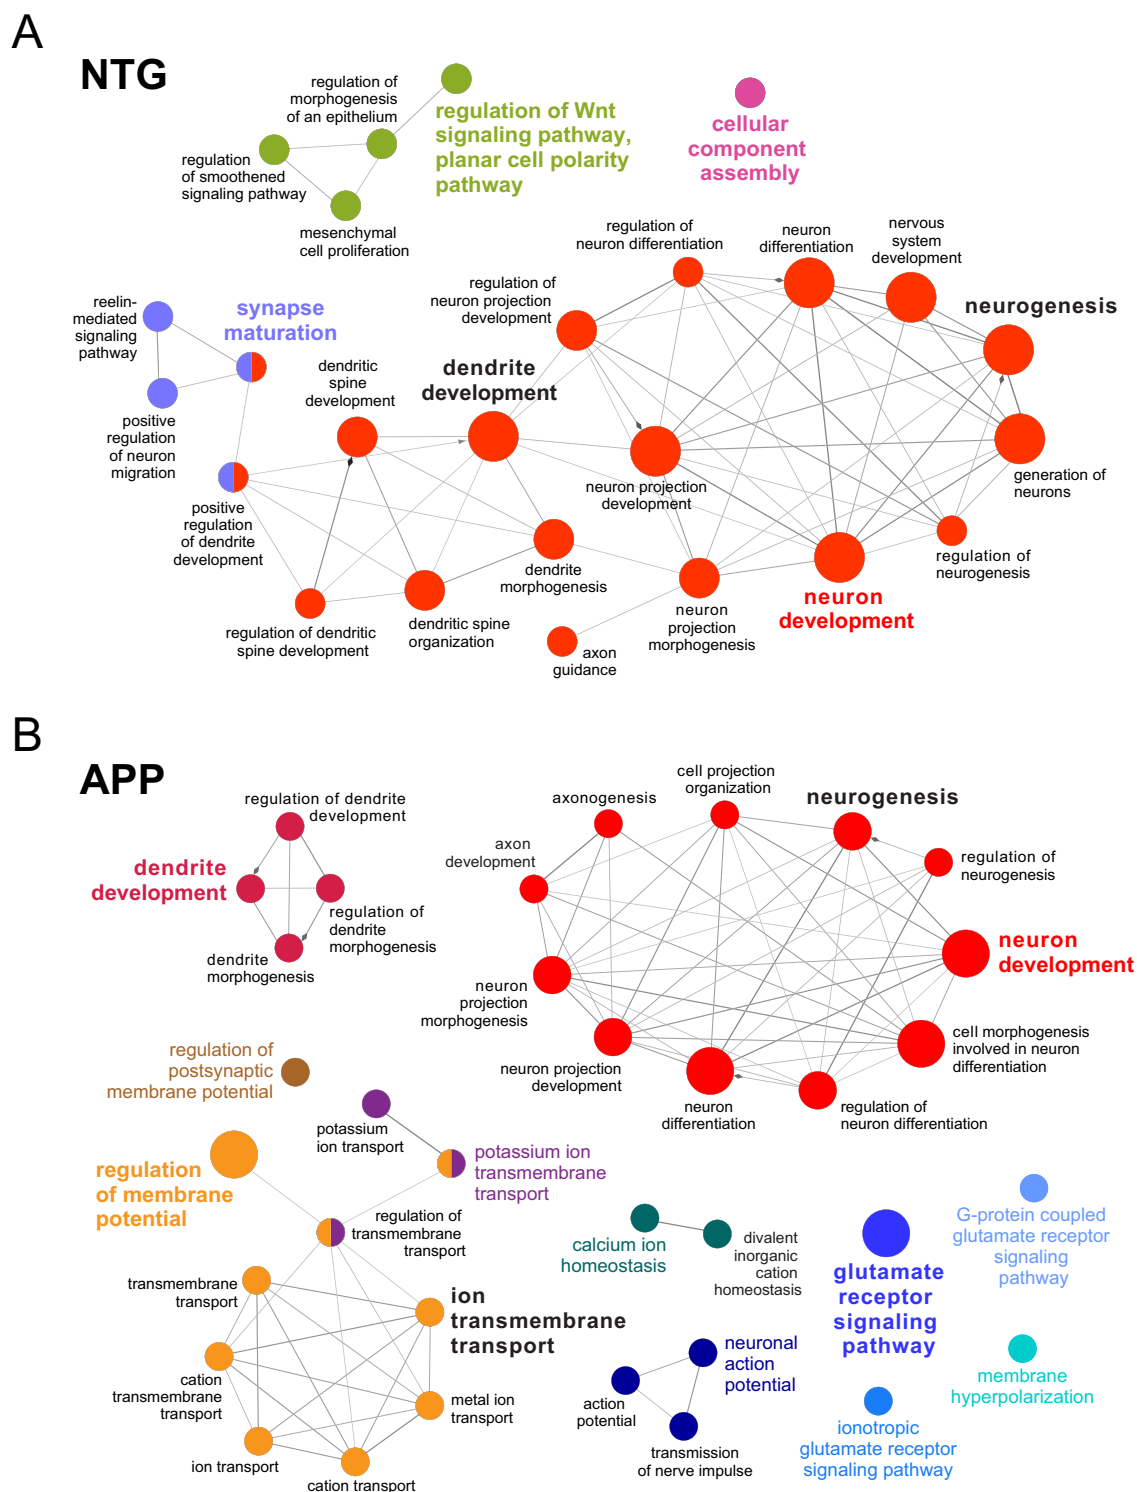 A
NTG
regulation of
morphogenesis
of an epithelium
regulation of Wnt
signaling pathway,
planar cell polarity
pathway
regulation
of smoothened
signaling pathway
mesenchymal
cell proliferation
cellular
component
assembly
regulation of
neuron differentiation
neuron
differentiation
nervous
system
development
neurogenesis
regulation of
neuron projection
development
reelin-
mediated
signaling
pathway
synapse
maturation
dendritic
spine
development
dendrite
development
positive
regulation
of neuron
migration
positive
regulation
of dendrite
development
neuron projection
development
generation of
neurons
regulation of
neurogenesis
dendrite
morphogenesis
regulation of dendritic
spine development
dendritic spine
organization
axon
guidance
neuron
projection
morphogenesis
neuron
development
B
APP
regulation of dendrite
development
dendrite
development
regulation of
dendrite
morphogenesis
dendrite
morphogenesis
axonogenesis
cell projection
organization
neurogenesis
axon
development
regulation of
neurogenesis
neuron
development
neuron
projection
morphogenesis
cell morphogenesis
involved in neuron
differentiation
neuron projection
development
neuron
differentiation
regulation of
neuron differentiation
regulation of
postsynaptic
membrane potential
potassium
ion transport
potassium ion
transmembrane
transport
regulation
of membrane
potential
regulation of
transmembrane
transport
transmembrane
transport
ion
transmembrane
transport
cation
transmembrane
transport
metal ion
transport
ion transport
cation transport
calcium ion
homeostasis
divalent
inorganic
cation
homeostasis
glutamate
receptor
signaling
pathway
G-protein coupled
glutamate receptor
signaling
pathway
neuronal
action
potential
action
potential
transmission
of nerve impulse
membrane
hyperpolarization
ionotropic
glutamate receptor
signaling pathway